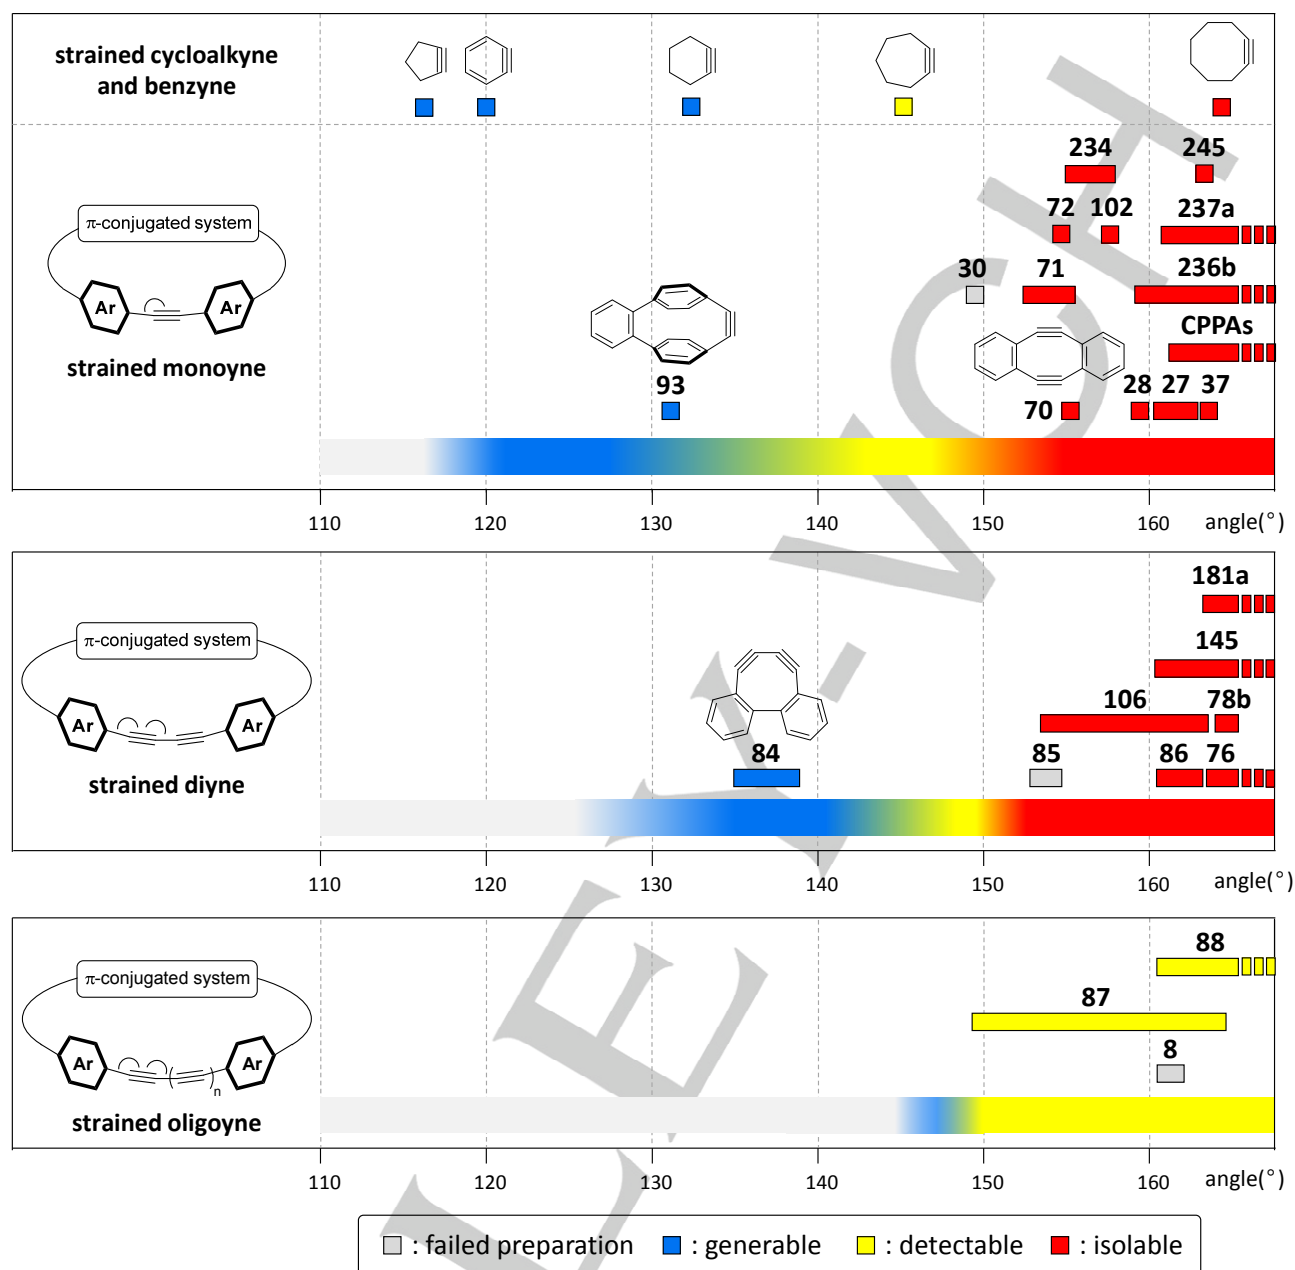 strained cycloalkyne
and benzyne
234 245
72 102 237a
π-conjugated system
30 71 236b
Ar Ar
CPPAs
strained monoyne
93 28 27 37
70
110 120 130 140 150 160 angle(°)
181a
π-conjugated system
145
106 78b
Ar Ar
84 85 86 76
strained diyne
110 120 130 140 150 160 angle(°)
88
π-conjugated system
87
8
Ar ( ) n Ar
strained oligoyne
110 120 130 140 150 160 angle(°)
: failed preparation : generable : detectable : isolable
LEY-VCH